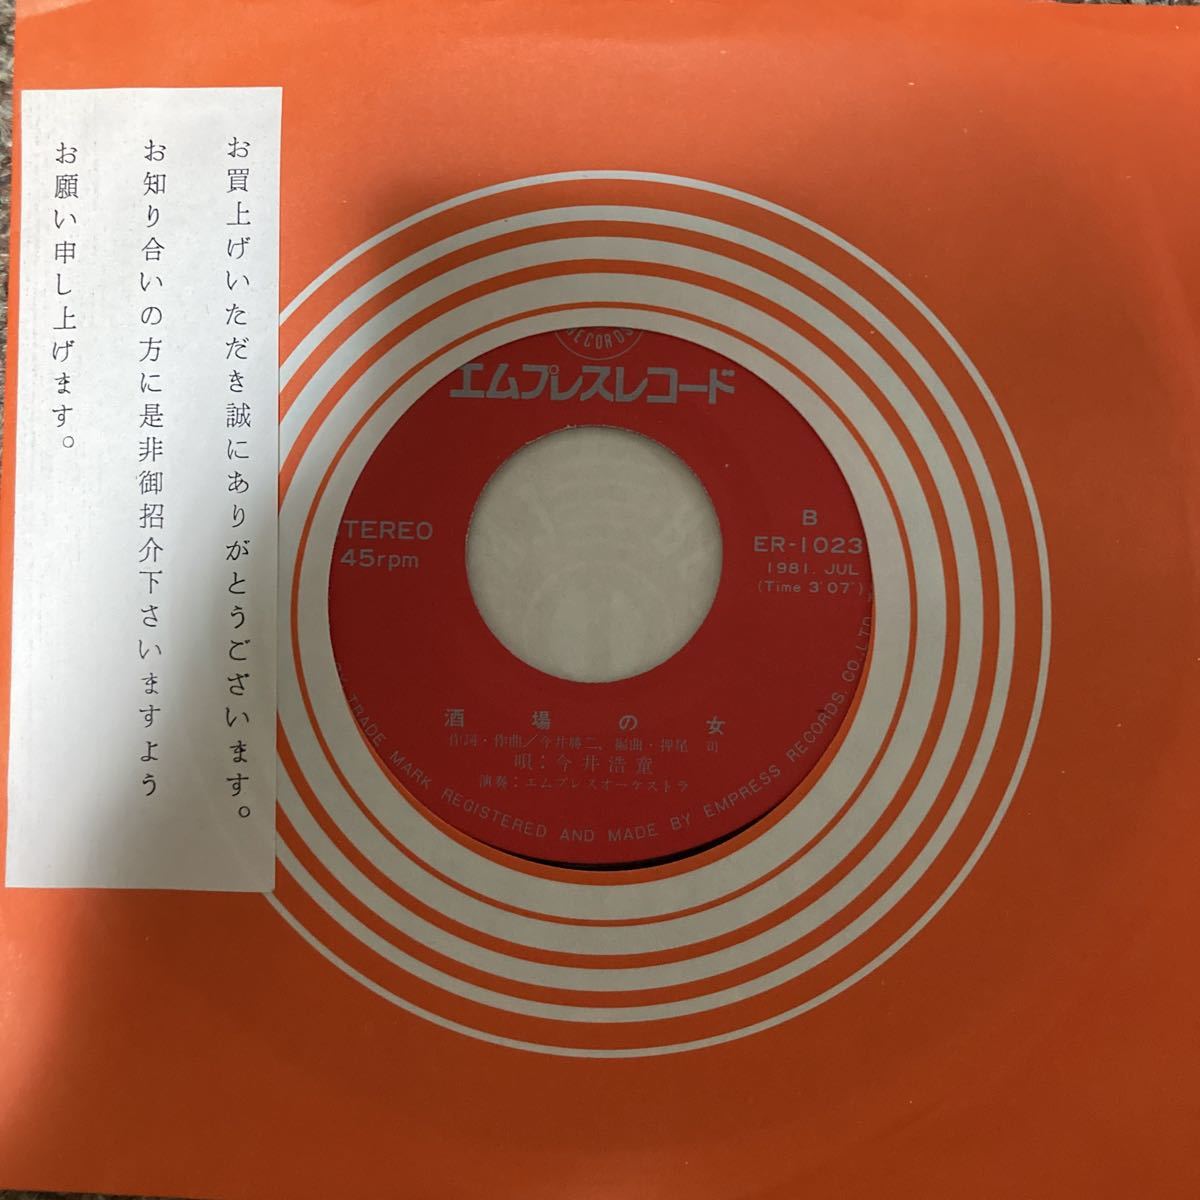 お買上げいただき誠にありがとうございます。
お知り合いの方に是非御招介下さいますよう
お願い申し上げます。
RECORDS
エムプレスレコード
TEREO
45rpm
B
ER-1023
1981. JUL
(Time 3'07")
酒場の女
作詞・作曲/今井勝二、編曲・押尾 司
唄:今井浩童
演奏:エムプレスオーケストラ
TRADE MARK REGISTERED AND MADE BY EMPRESS RECORDS, CO., LTD.